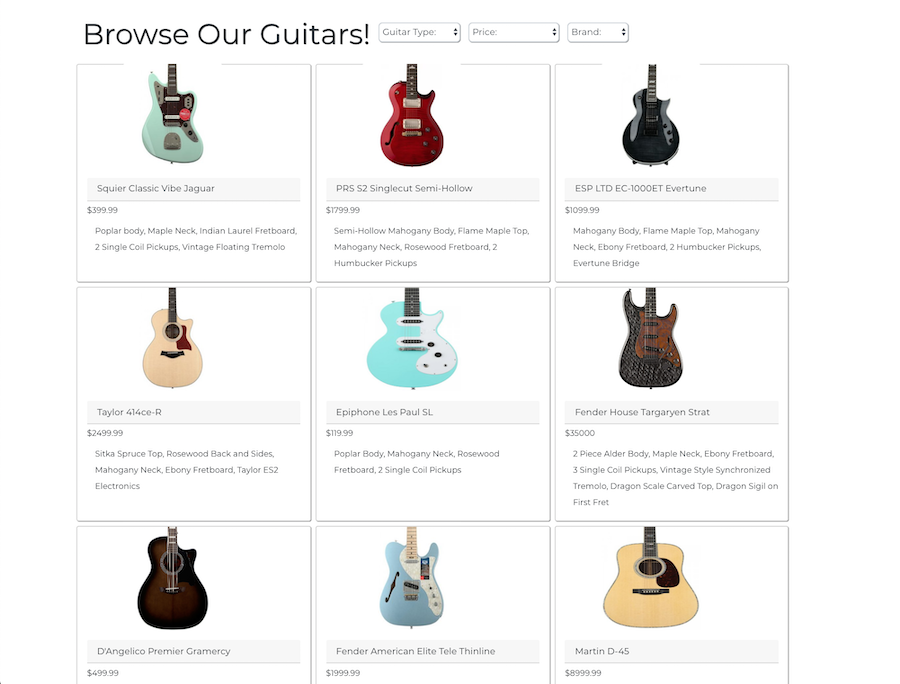 Browse Our Guitars! Guitar Type: Price: Brand:
Squier Classic Vibe Jaguar
$399.99
Poplar body, Maple Neck, Indian Laurel Fretboard,
2 Single Coil Pickups, Vintage Floating Tremolo
PRS S2 Singlecut Semi-Hollow
$1799.99
Semi-Hollow Mahogany Body, Flame Maple Top,
Mahogany Neck, Rosewood Fretboard, 2
Humbucker Pickups
ESP LTD EC-1000ET Evertune
$1099.99
Mahogany Body, Flame Maple Top, Mahogany
Neck, Ebony Fretboard, 2 Humbucker Pickups,
Evertune Bridge
Taylor 414ce-R
$2499.99
Sitka Spruce Top, Rosewood Back and Sides,
Mahogany Neck, Ebony Fretboard, Taylor ES2
Electronics
Epiphone Les Paul SL
$119.99
Poplar Body, Mahogany Neck, Rosewood
Fretboard, 2 Single Coil Pickups
Fender House Targaryen Strat
$35000
2 Piece Alder Body, Maple Neck, Ebony Fretboard,
3 Single Coil Pickups, Vintage Style Synchronized
Tremolo, Dragon Scale Carved Top, Dragon Sigil on
First Fret
D'Angelico Premier Gramercy
$499.99
Fender American Elite Tele Thinline
$1999.99
Martin D-45
$8999.99